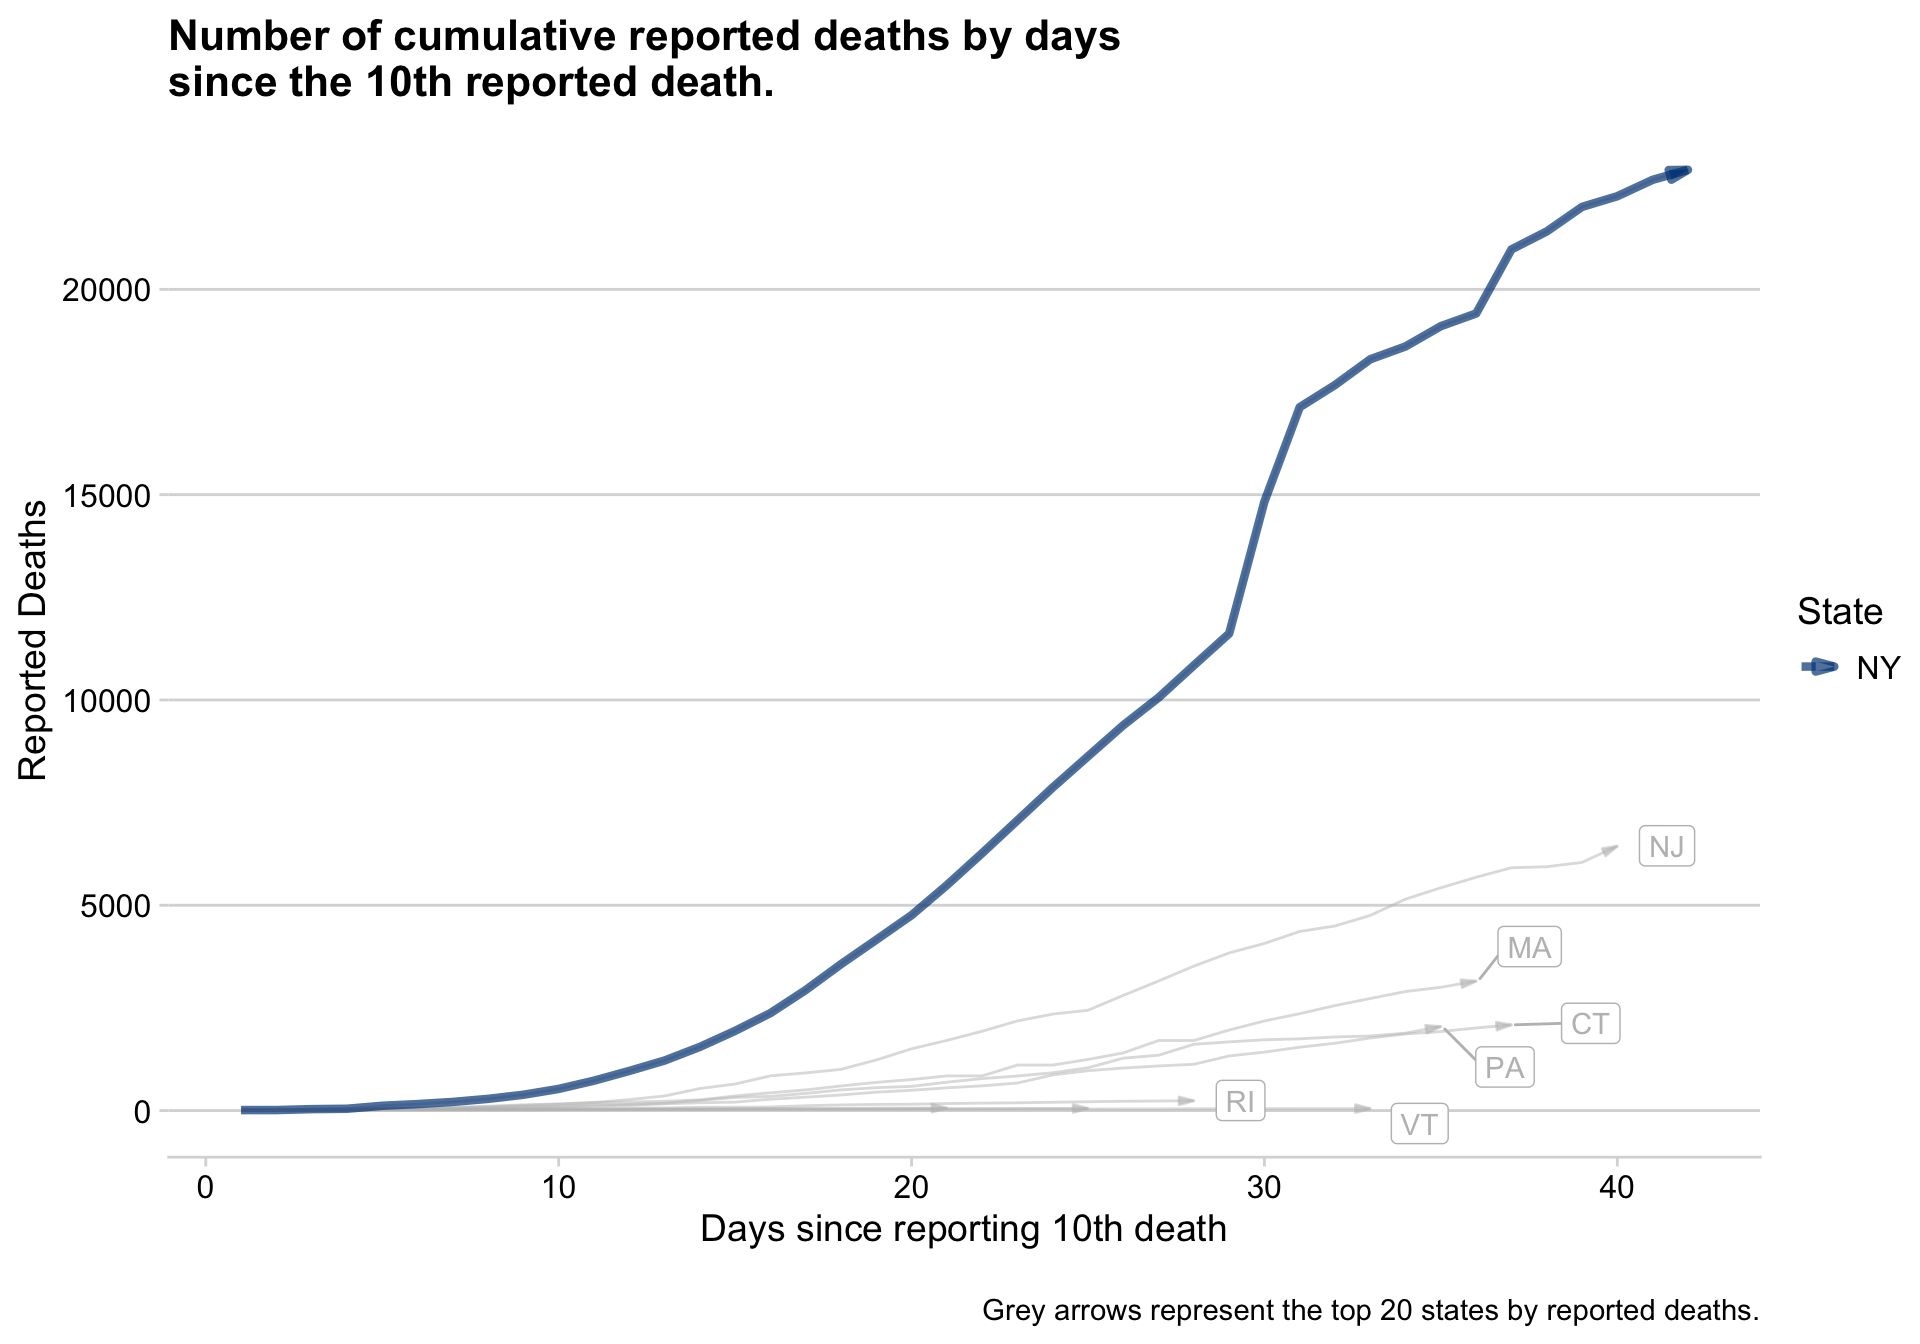 Number of cumulative reported deaths by days
since the 10th reported death.
Reported Deaths
20000
15000
10000
5000
0
NJ
MA
CT
PA
RI
VT
State
NY
0 10 20 30 40
Days since reporting 10th death
Grey arrows represent the top 20 states by reported deaths.